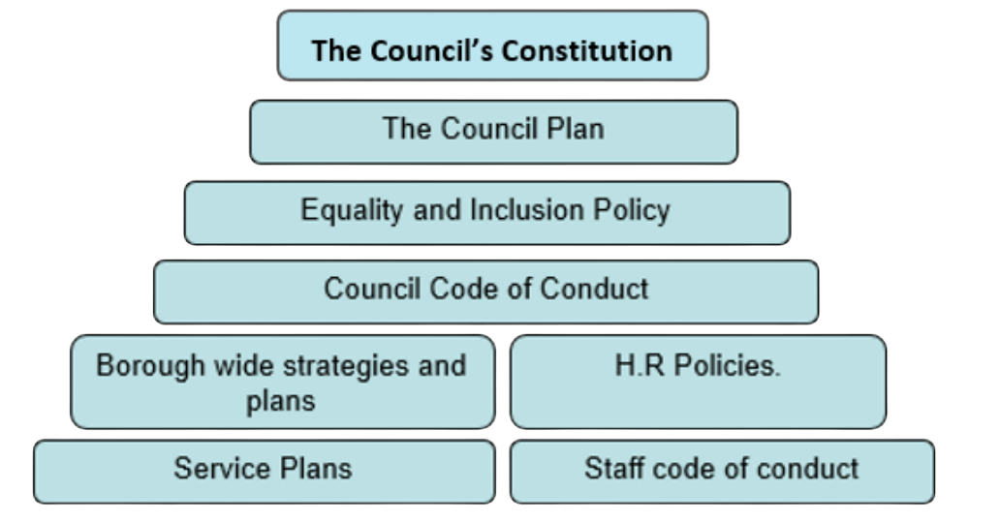 The Council’s Constitution
The Council Plan
Equality and Inclusion Policy
Council Code of Conduct
Borough wide strategies and
plans
H.R Policies.
Service Plans
Staff code of conduct